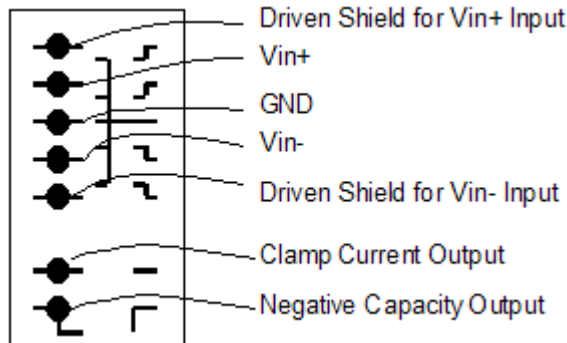 Driven Shield for Vin+ Input
Vin+
GND
Vin-
Driven Shield for Vin- Input
Clamp Current Output
Negative Capacity Output